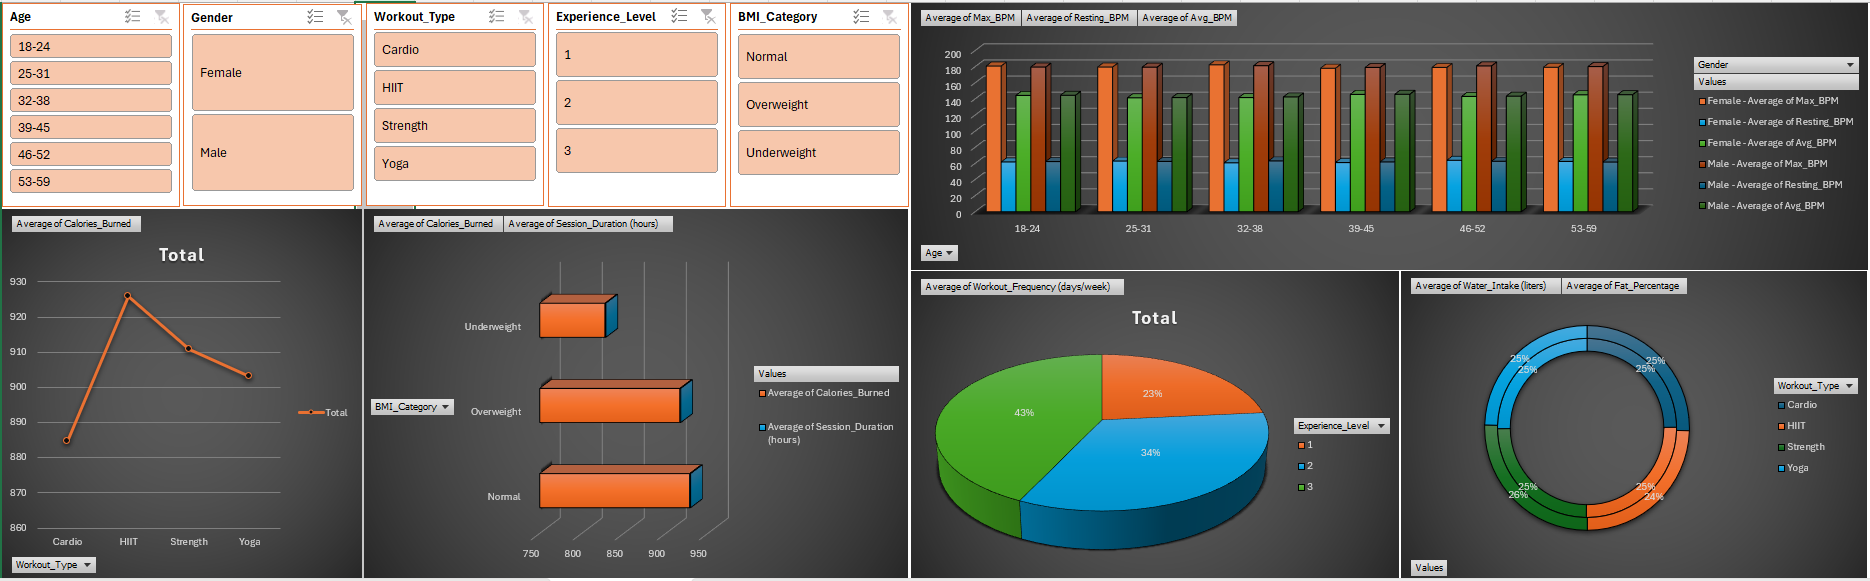 Age
18-24
25-31
32-38
39-45
46-52
53-59
Gender
Female
Male
Workout_Type
Cardio
HIIT
Strength
Yoga
Experience_Level
1
2
3
BMI_Category
Normal
Overweight
Underweight
Average of Max_BPM Average of Resting_BPM Average of Avg_BPM
200
180
160
140
120
100
80
60
40
20
0
18-24 25-31 32-38 39-45 46-52 53-59
Age
Gender
Values
Female - Average of Max_BPM
Female - Average of Resting_BPM
Female - Average of Avg_BPM
Male - Average of Max_BPM
Male - Average of Resting_BPM
Male - Average of Avg_BPM
Average of Calories_Burned
Total
930
920
910
900
890
880
870
860
Cardio HIIT Strength Yoga
Total
Workout_Type
Average of Calories_Burned Average of Session_Duration (hours)
Underweight
Overweight
Normal
BMI_Category
750 800 850 900 950
Values
Average of Calories_Burned
Average of Session_Duration
(hours)
Average of Workout_Frequency (days/week)
Total
23%
43%
34%
Experience_Level
1
2
3
Average of Water_Intake (liters) Average of Fat_Percentage
25% 25%
25% 25%
25% 25%
26% 24%
Workout_Type
Cardio
HIIT
Strength
Yoga
Values